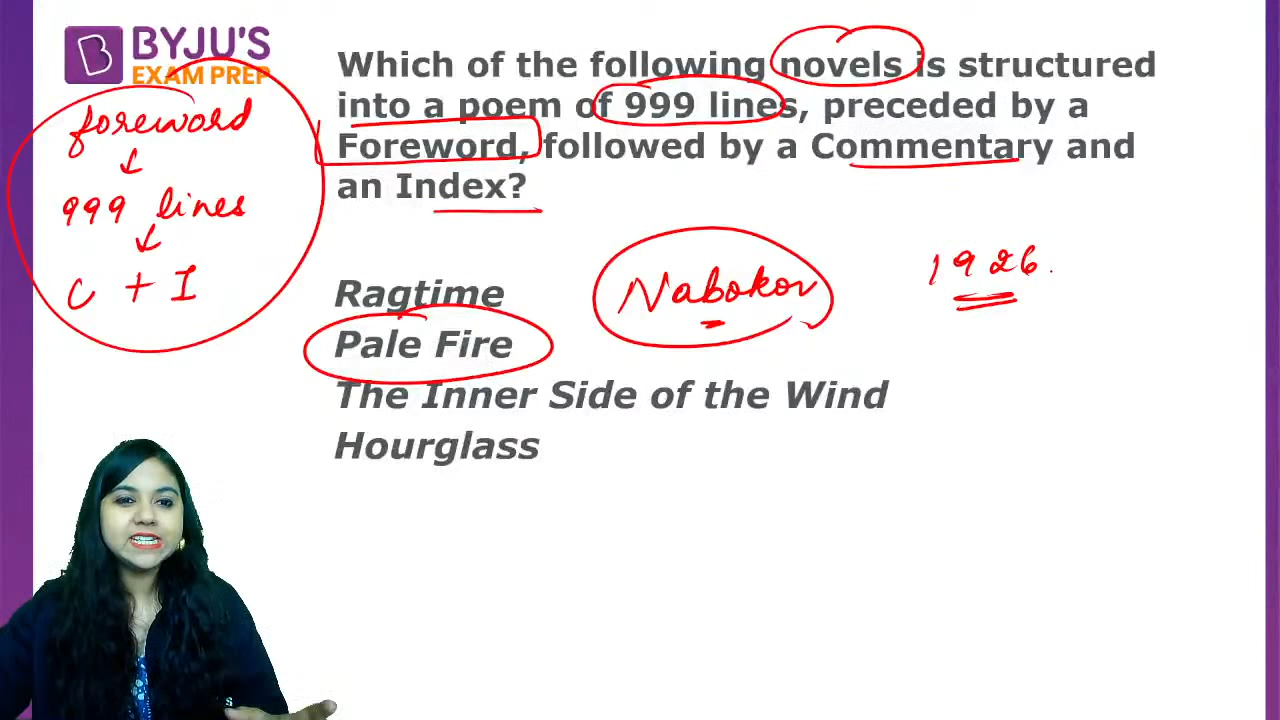 BYJU'S
EXAM PREP
Which of the following novels is structured
into a poem of 999 lines, preceded by a
Foreword, followed by a Commentary and
an Index?
foreword
999 lines
C + I
Ragtime
Pale Fire
The Inner Side of the Wind
Hourglass
Nabokov
1926.